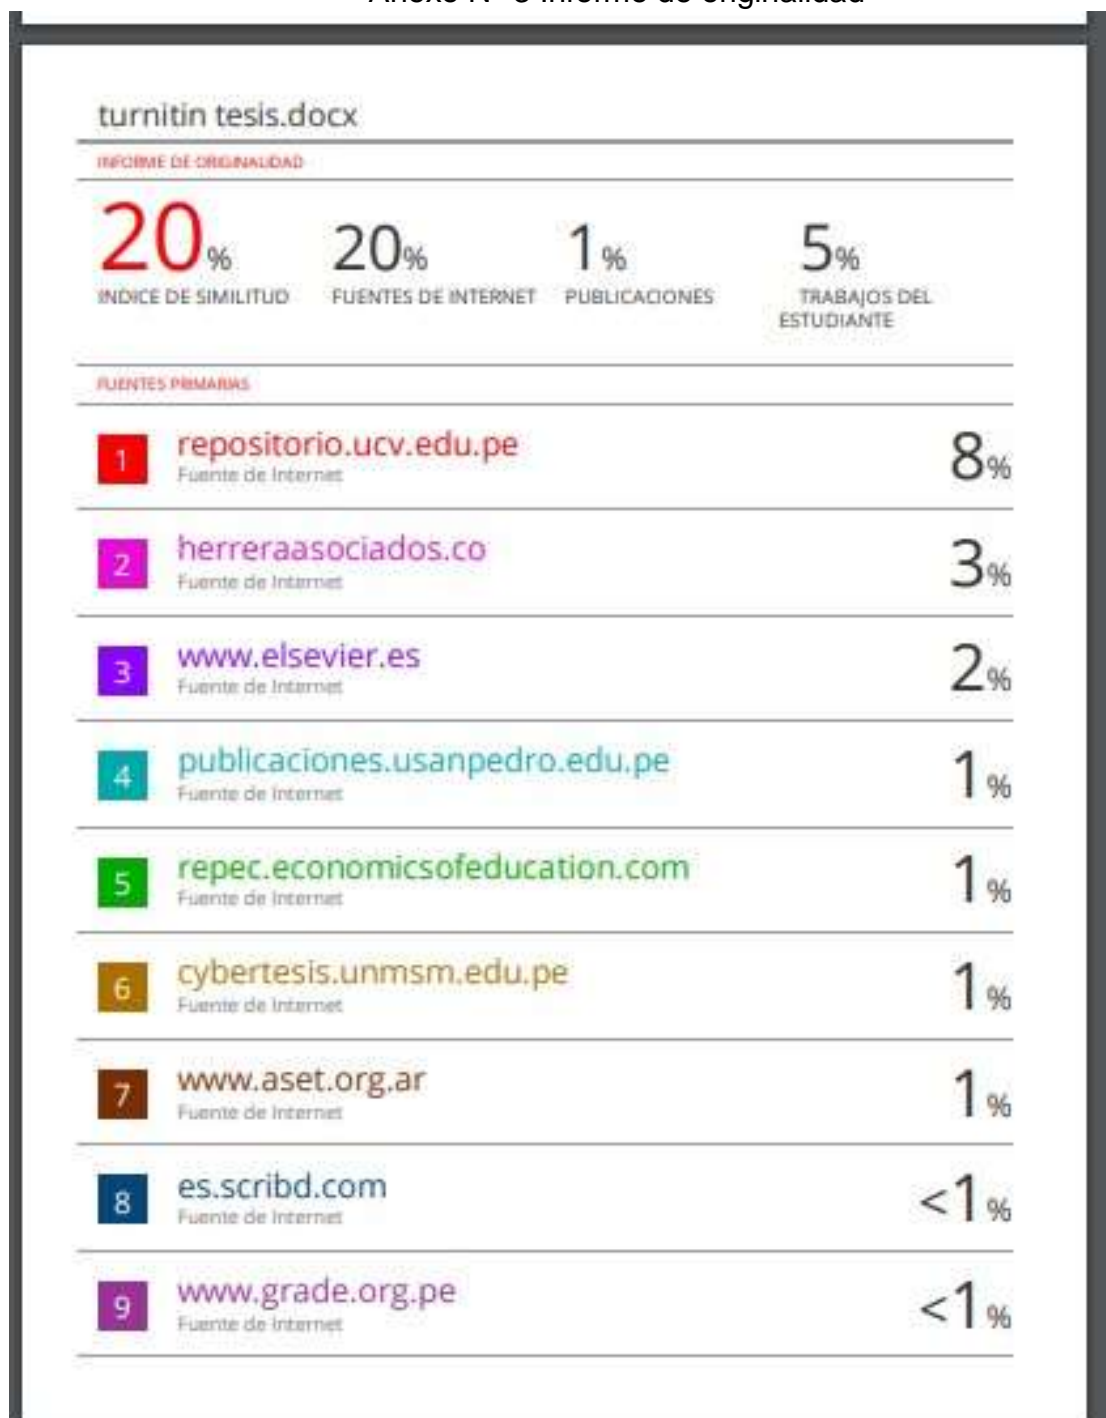 Anexo N° 8 Informe de originalidad
turnitin tesis.docx
INFORME DE ORIGINALIDAD
20% 20% 1% 5%
INDICE DE SIMILITUD FUENTES DE INTERNET PUBLICACIONES TRABAJOS DEL
ESTUDIANTE
FUENTES PRIMARIAS
1 repositorio.ucv.edu.pe 8%
Fuente de Internet
2 herreraasociados.co 3%
Fuente de Internet
3 www.elsevier.es 2%
Fuente de Internet
4 publicaciones.usanpedro.edu.pe 1%
Fuente de Internet
5 repec.economicsofeducation.com 1%
Fuente de Internet
6 cybertesis.unmsm.edu.pe 1%
Fuente de Internet
7 www.aset.org.ar 1%
Fuente de Internet
8 es.scribd.com <1%
Fuente de Internet
9 www.grade.org.pe <1%
Fuente de Internet